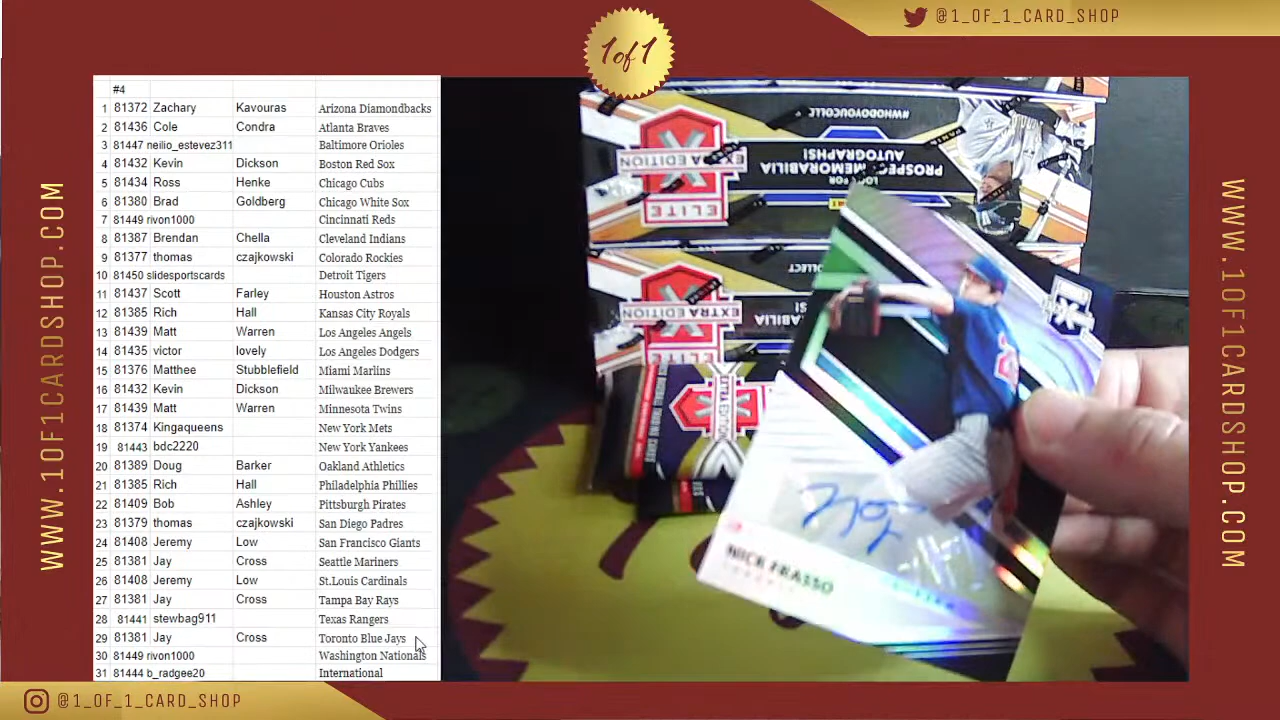 @1_OF_1_CARD_SHOP
1 of 1
#4
1 81372 Zachary Kavouras Arizona Diamondbacks
2 81436 Cole Condra Atlanta Braves
3 81447 neilio_estevez311 Baltimore Orioles
4 81432 Kevin Dickson Boston Red Sox
5 81434 Ross Henke Chicago Cubs
6 81380 Brad Goldberg Chicago White Sox
7 81449 rivon1000 Cincinnati Reds
8 81387 Brendan Chella Cleveland Indians
9 81377 thomas czajkowski Colorado Rockies
10 81450 slidesportscards Detroit Tigers
11 81437 Scott Farley Houston Astros
12 81385 Rich Hall Kansas City Royals
13 81439 Matt Warren Los Angeles Angels
14 81435 victor lovely Los Angeles Dodgers
15 81376 Matthee Stubblefield Miami Marlins
16 81432 Kevin Dickson Milwaukee Brewers
17 81439 Matt Warren Minnesota Twins
18 81374 Kingaqueens New York Mets
19 81443 bdc2220 New York Yankees
20 81389 Doug Barker Oakland Athletics
21 81385 Rich Hall Philadelphia Phillies
22 81409 Bob Ashley Pittsburgh Pirates
23 81379 thomas czajkowski San Diego Padres
24 81408 Jeremy Low San Francisco Giants
25 81381 Jay Cross Seattle Mariners
26 81408 Jeremy Low St.Louis Cardinals
27 81381 Jay Cross Tampa Bay Rays
28 81441 stewbag911 Texas Rangers
29 81381 Jay Cross Toronto Blue Jays
30 81449 rivon1000 Washington Nationals
31 81444 b_radgee20 International
#WHODOYOUCOLLE
PROSPECT MEMORABILIA
AUTOGRAPHS!
EXTRA EDITION
ELITE
COLLECT
EXTRA EDITION
ELITE
EXTRA EDITION
NICK FRASSO
WWW.1OF1CARDSHOP.COM
WWW.1OF1CARDSHOP.COM
@1_OF_1_CARD_SHOP